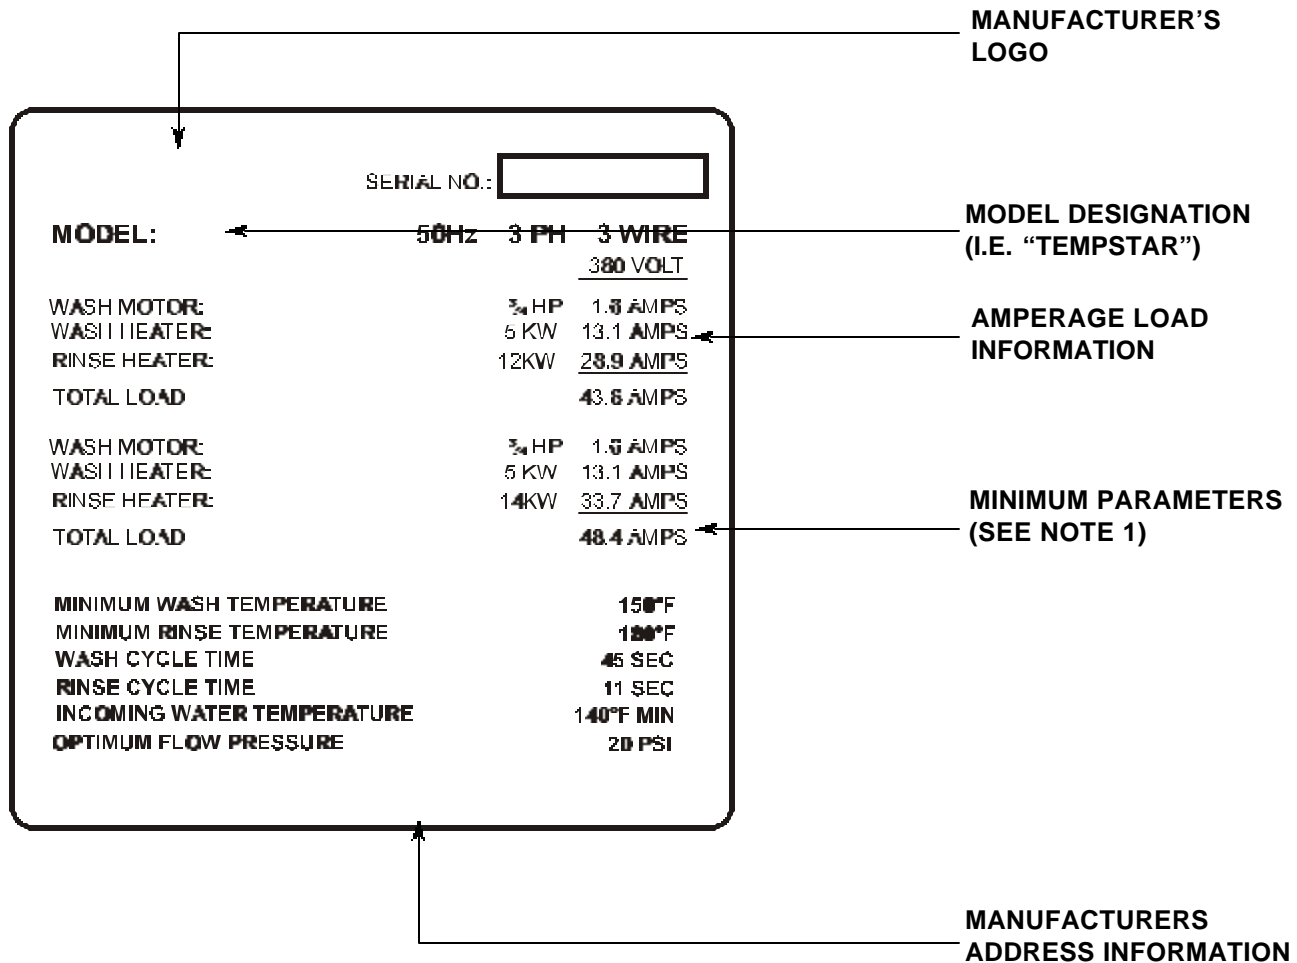 MANUFACTURER'S
LOGO
SERIAL NO.:
MODEL: 50Hz 3 PH 3 WIRE
380 VOLT
MODEL DESIGNATION
(I.E. “TEMPSTAR”)
WASH MOTOR: ¾ HP 1.6 AMPS
WASH HEATER: 5 KW 13.1 AMPS
RINSE HEATER: 12KW 28.9 AMPS
TOTAL LOAD 43.6 AMPS
AMPERAGE LOAD
INFORMATION
WASH MOTOR: ¾ HP 1.6 AMPS
WASH HEATER: 5 KW 13.1 AMPS
RINSE HEATER: 14KW 33.7 AMPS
TOTAL LOAD 48.4 AMPS
MINIMUM PARAMETERS
(SEE NOTE 1)
MINIMUM WASH TEMPERATURE 150°F
MINIMUM RINSE TEMPERATURE 180°F
WASH CYCLE TIME 45 SEC
RINSE CYCLE TIME 11 SEC
INCOMING WATER TEMPERATURE 140°F MIN
OPTIMUM FLOW PRESSURE 20 PSI
MANUFACTURERS
ADDRESS INFORMATION